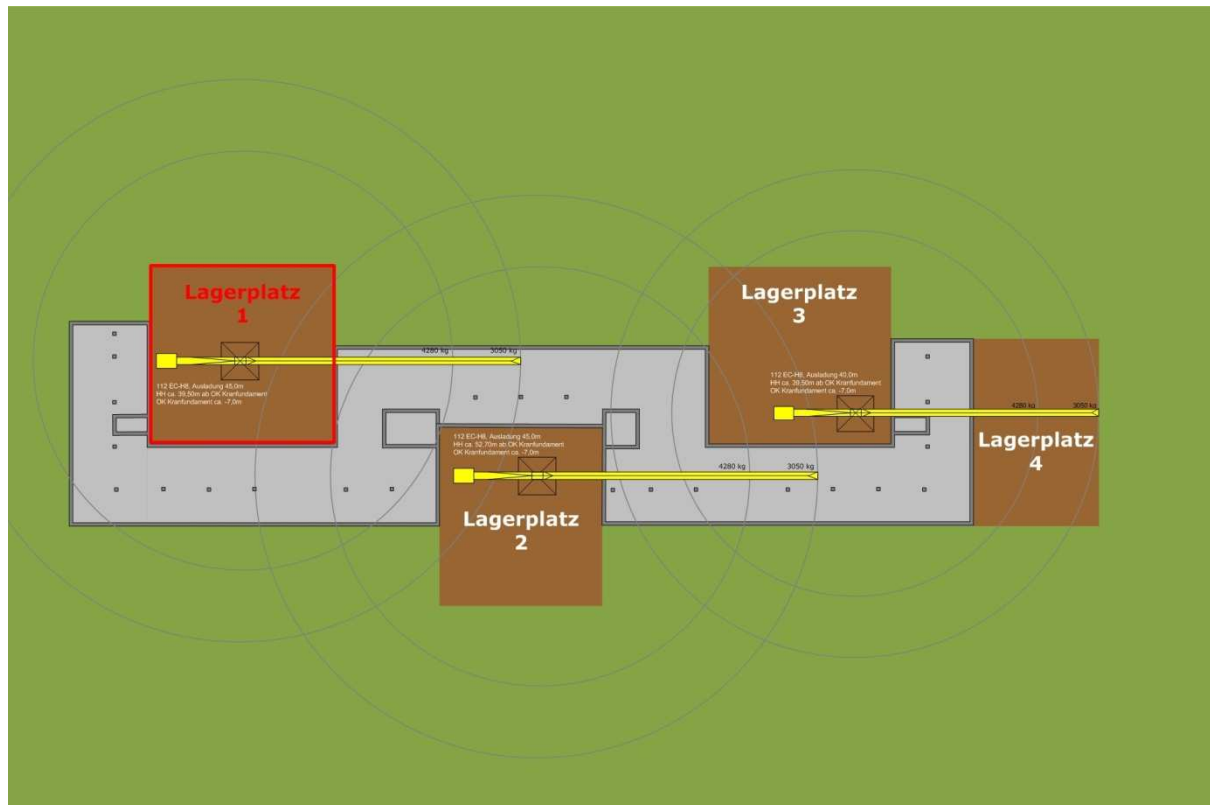 Lagerplatz
1
4280 kg
3050 kg
112 EC-H8, Ausladung 45,0m
HH ca. 39,50m ab OK Kranfundament
OK Kranfundament ca. -7,0m
Lagerplatz
3
112 EC-H8, Ausladung 40,0m
HH ca. 39,50m ab OK Kranfundament
OK Kranfundament ca. -7,0m
4280 kg
3050 kg
Lagerplatz
4
112 EC-H8, Ausladung 45,0m
HH ca. 52,70m ab OK Kranfundament
OK Kranfundament ca. -7,0m
4280 kg
3050 kg
Lagerplatz
2